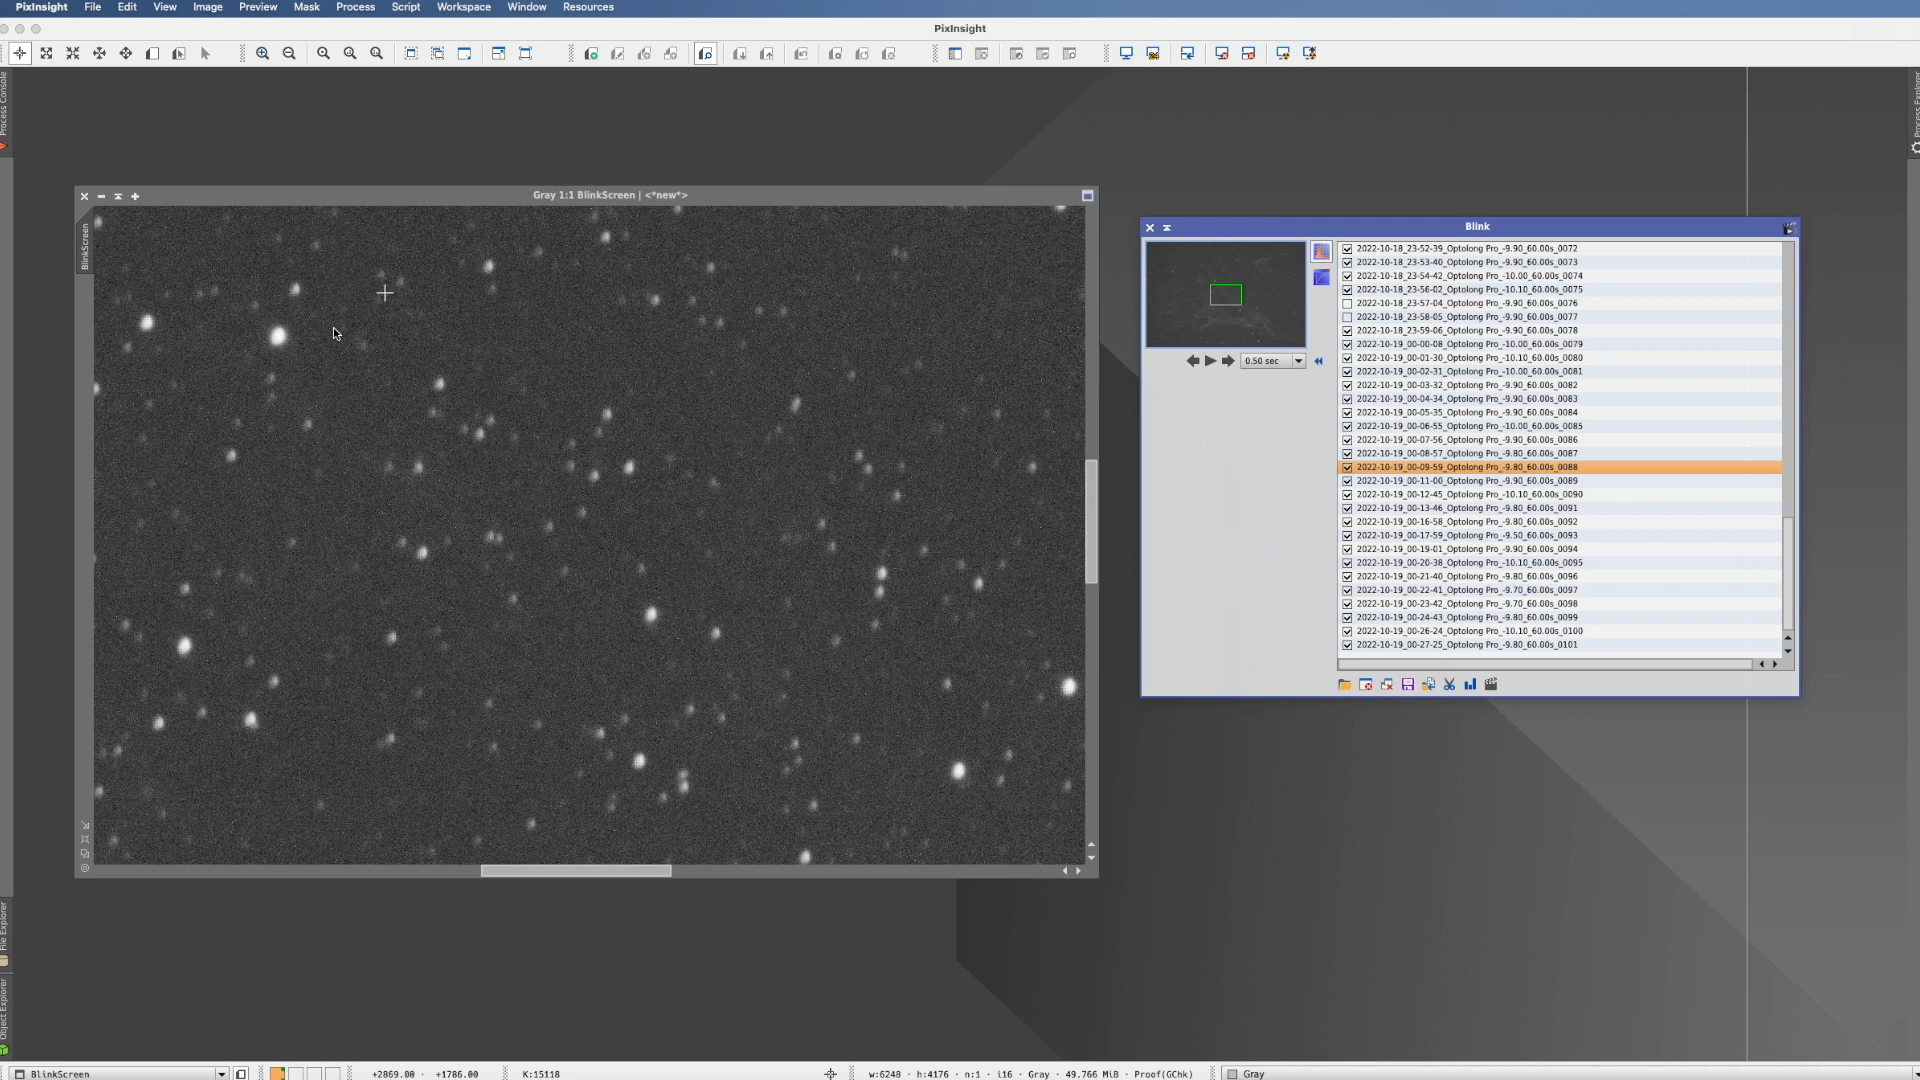 PixInsight File Edit View Image Preview Mask Process Script Workspace Window Resources
PixInsight
Process Console
Process Explorer
Gray 1:1 BlinkScreen | <*new*>
BlinkScreen
Blink
0.50 sec
2022-10-18_23-52-39_Optolong Pro_-9.90_60.00s_0072
2022-10-18_23-53-40_Optolong Pro_-9.90_60.00s_0073
2022-10-18_23-54-42_Optolong Pro_-10.00_60.00s_0074
2022-10-18_23-56-02_Optolong Pro_-10.10_60.00s_0075
2022-10-18_23-57-04_Optolong Pro_-9.90_60.00s_0076
2022-10-18_23-58-05_Optolong Pro_-9.90_60.00s_0077
2022-10-18_23-59-06_Optolong Pro_-9.90_60.00s_0078
2022-10-19_00-00-08_Optolong Pro_-10.00_60.00s_0079
2022-10-19_00-01-30_Optolong Pro_-10.10_60.00s_0080
2022-10-19_00-02-31_Optolong Pro_-10.00_60.00s_0081
2022-10-19_00-03-32_Optolong Pro_-9.90_60.00s_0082
2022-10-19_00-04-34_Optolong Pro_-9.90_60.00s_0083
2022-10-19_00-05-35_Optolong Pro_-9.90_60.00s_0084
2022-10-19_00-06-55_Optolong Pro_-10.00_60.00s_0085
2022-10-19_00-07-56_Optolong Pro_-9.90_60.00s_0086
2022-10-19_00-08-57_Optolong Pro_-9.80_60.00s_0087
2022-10-19_00-09-59_Optolong Pro_-9.80_60.00s_0088
2022-10-19_00-11-00_Optolong Pro_-9.90_60.00s_0089
2022-10-19_00-12-45_Optolong Pro_-10.10_60.00s_0090
2022-10-19_00-13-46_Optolong Pro_-9.80_60.00s_0091
2022-10-19_00-16-58_Optolong Pro_-9.80_60.00s_0092
2022-10-19_00-17-59_Optolong Pro_-9.50_60.00s_0093
2022-10-19_00-19-01_Optolong Pro_-9.90_60.00s_0094
2022-10-19_00-20-38_Optolong Pro_-10.10_60.00s_0095
2022-10-19_00-21-40_Optolong Pro_-9.80_60.00s_0096
2022-10-19_00-22-41_Optolong Pro_-9.70_60.00s_0097
2022-10-19_00-23-42_Optolong Pro_-9.70_60.00s_0098
2022-10-19_00-24-43_Optolong Pro_-9.80_60.00s_0099
2022-10-19_00-26-24_Optolong Pro_-10.10_60.00s_0100
2022-10-19_00-27-25_Optolong Pro_-9.80_60.00s_0101
File Explorer
Object Explorer
BlinkScreen +2869.00 · +1786.00 K:15118 w:6248 · h:4176 · n:1 · i16 · Gray · 49.766 MiB · Proof(GChk) Gray